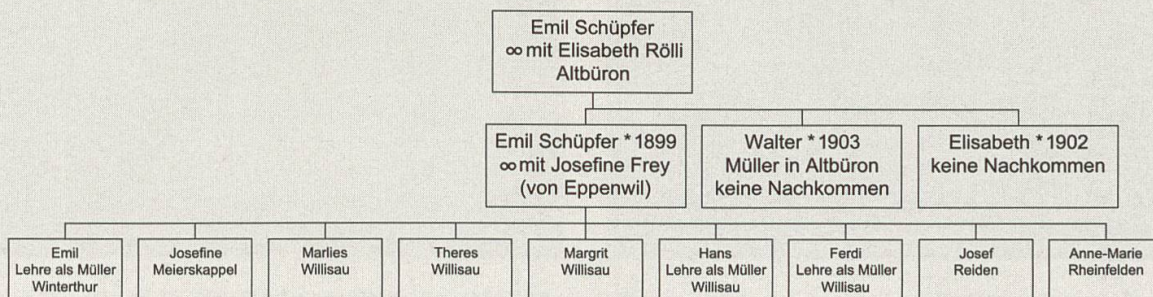 Emil Schüpfer
∞ mit Elisabeth Rölli
Altbüron
Emil Schüpfer * 1899
∞ mit Josefine Frey
(von Eppenwil)
Walter * 1903
Müller in Altbüron
keine Nachkommen
Elisabeth * 1902
keine Nachkommen
Emil
Lehre als Müller
Winterthur
Josefine
Meierskappel
Marlies
Willisau
Theres
Willisau
Margrit
Willisau
Hans
Lehre als Müller
Willisau
Ferdi
Lehre als Müller
Willisau
Josef
Reiden
Anne-Marie
Rheinfelden